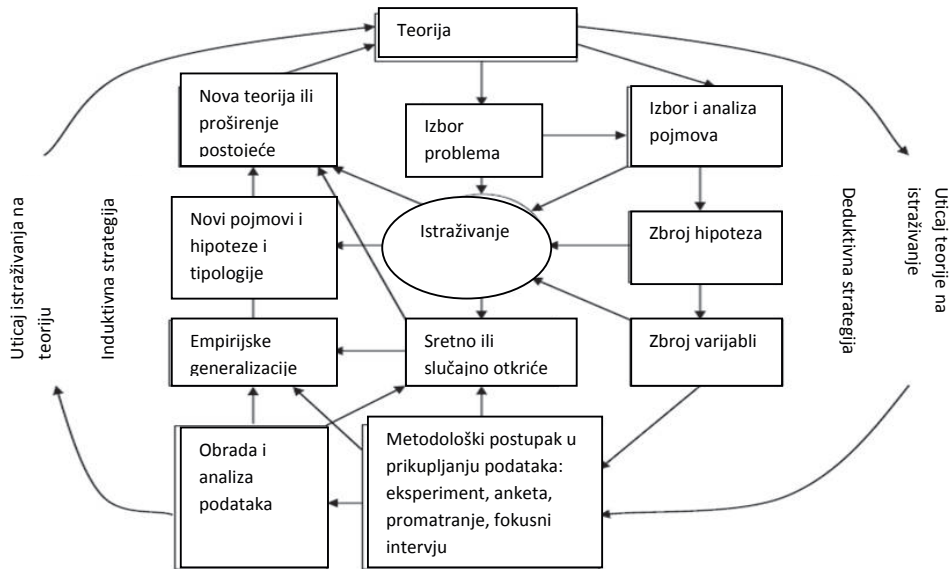 Teorija
Nova teorija ili
proširenje
postojeće
Izbor
problema
Izbor i analiza
pojmova
Novi pojmovi i
hipoteze i
tipologije
Istraživanje
Zbroj hipoteza
Empirijske
generalizacije
Sretno ili
slučajno otkriće
Zbroj varijabli
Obrada i
analiza
podataka
Metodološki postupak u
prikupljanju podataka:
eksperiment, anketa,
promatranje, fokusni
intervju
Uticaj istraživanja na
teoriju
Induktivna strategija
Deduktivna strategija
Uticaj teorije na
istraživanje